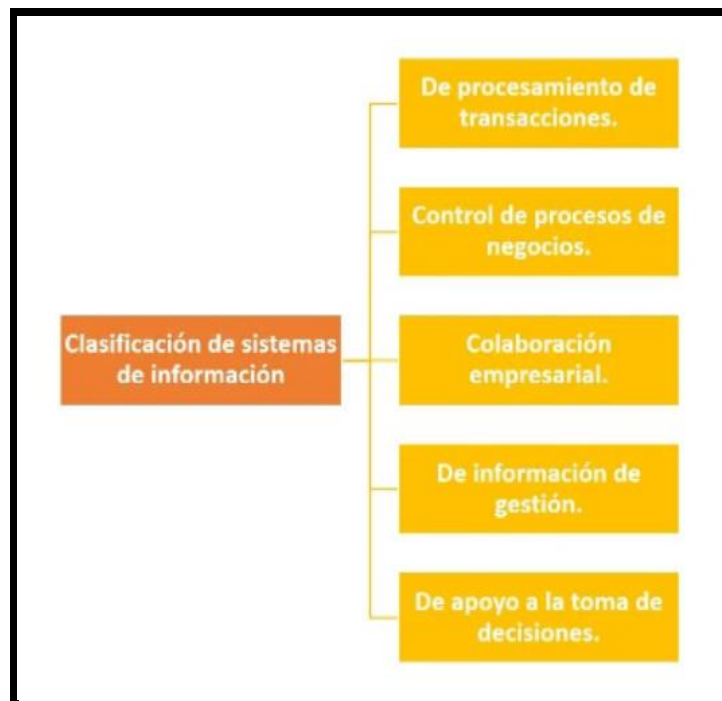 De procesamiento de
transacciones.
Control de procesos de
negocios.
Clasificación de sistemas
de información
Colaboración
empresarial.
De información de
gestión.
De apoyo a la toma de
decisiones.